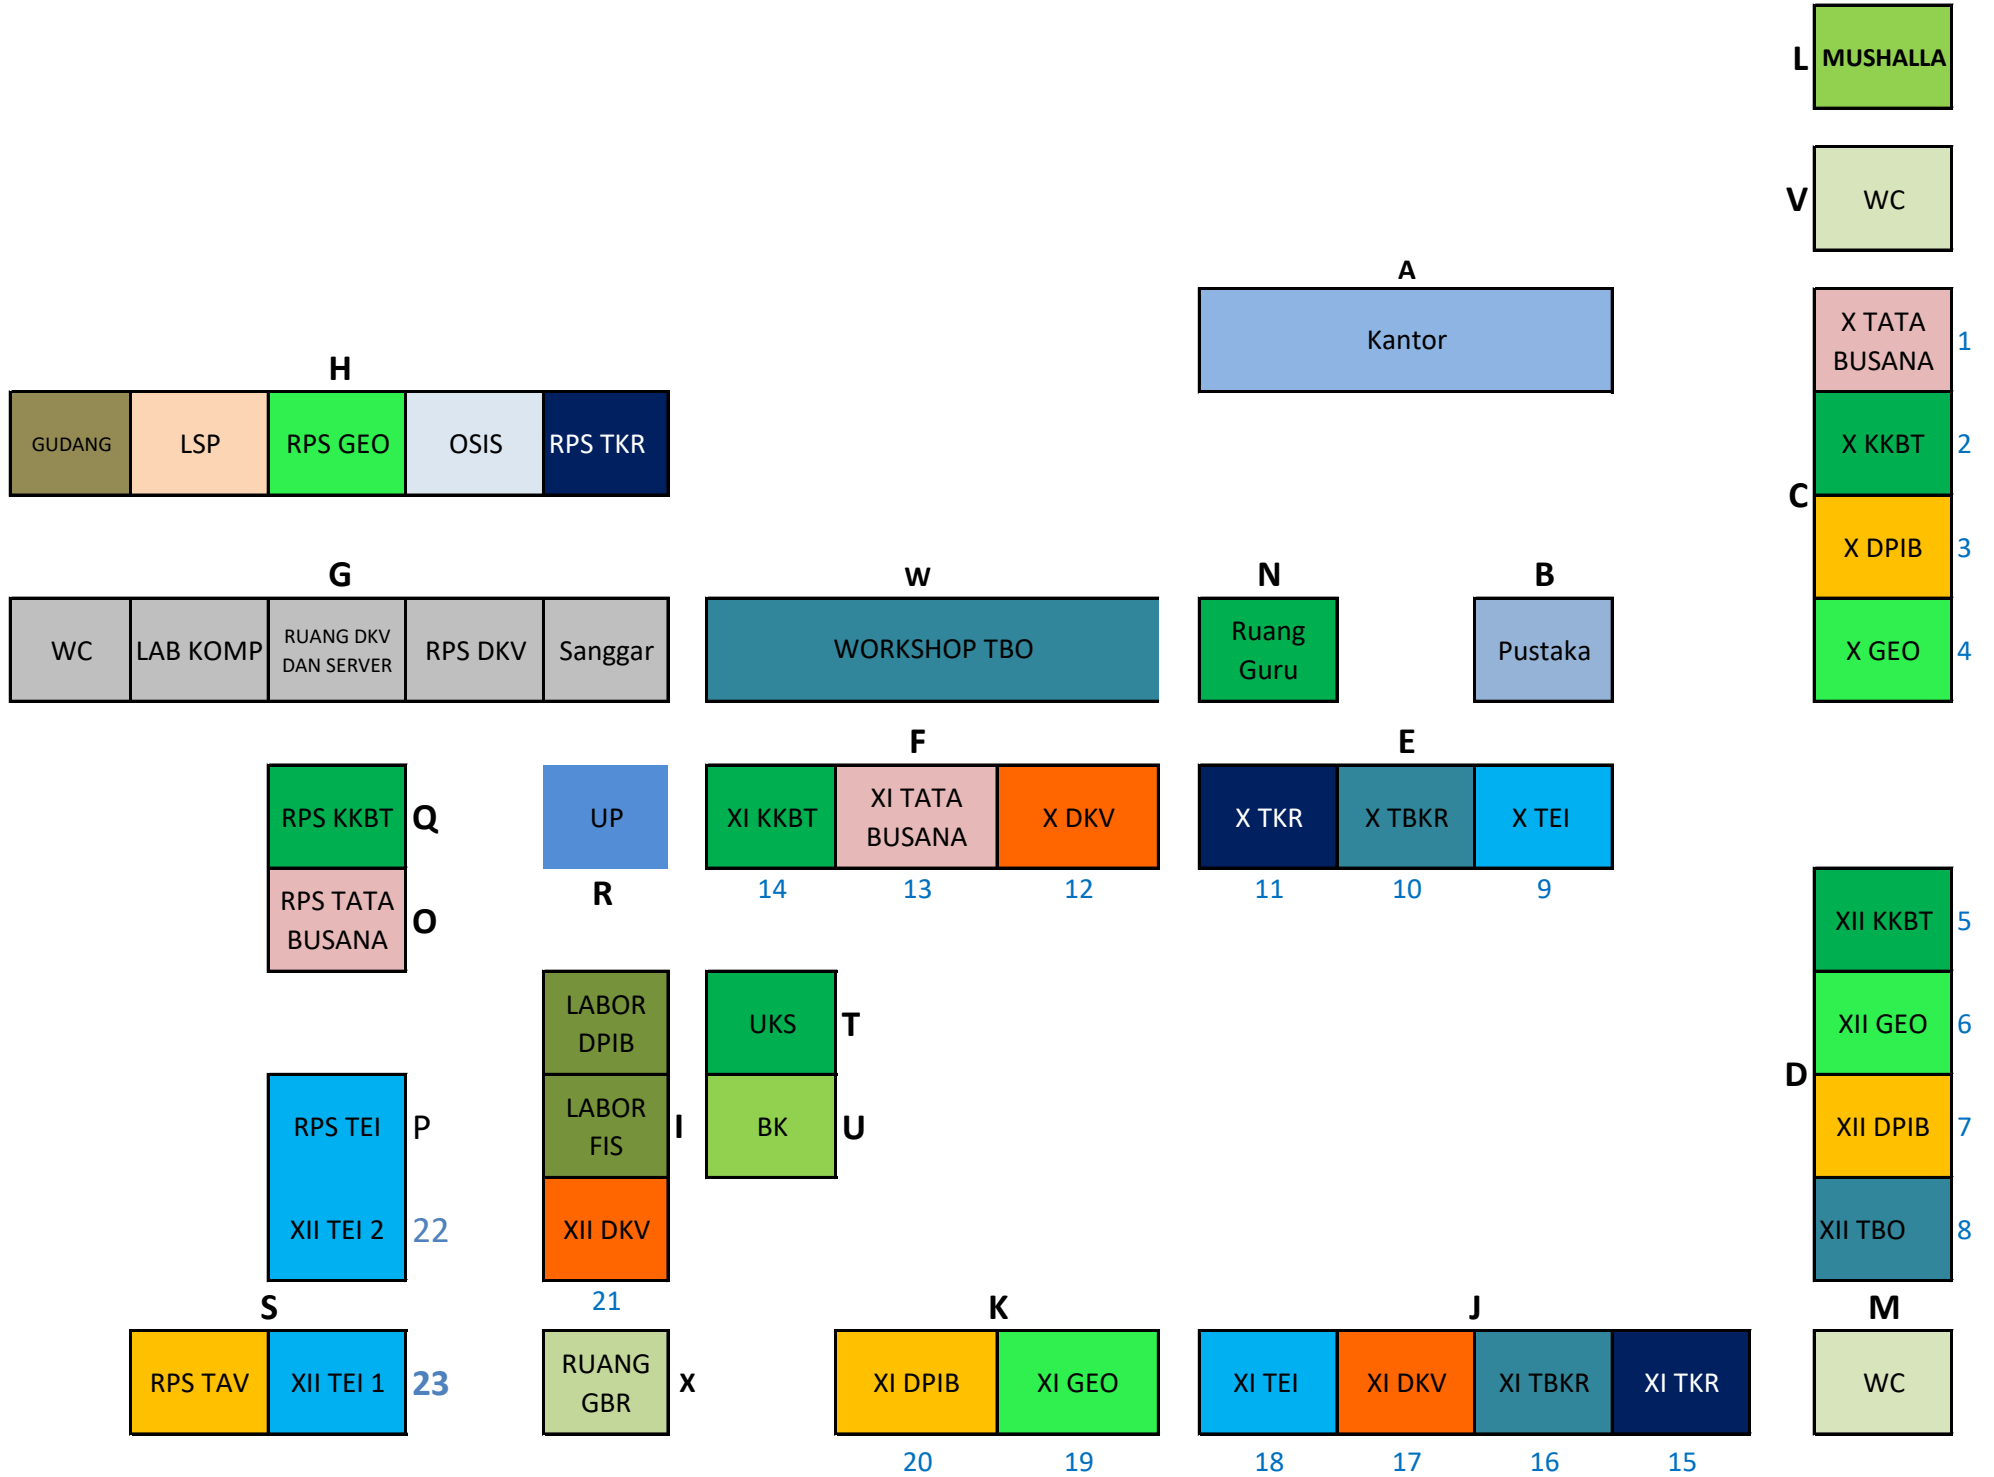 L
MUSHALLA
V
WC
A
Kantor
X TATA
BUSANA
1
H
GUDANG
LSP
RPS GEO
OSIS
RPS TKR
X KKBT
2
C
X DPIB
3
G
W
N
B
WC
LAB KOMP
RUANG DKV
DAN SERVER
RPS DKV
Sanggar
WORKSHOP TBO
Ruang
Guru
Pustaka
X GEO
4
F
E
RPS KKBT
Q
UP
XI KKBT
XI TATA
BUSANA
X DKV
X TKR
X TBKR
X TEI
R
14
13
12
11
10
9
RPS TATA
BUSANA
O
XII KKBT
5
LABOR
DPIB
UKS
T
XII GEO
6
D
RPS TEI
P
LABOR
FIS
I
BK
U
XII DPIB
7
XII TEI 2
22
XII DKV
XII TBO
8
S
21
K
J
M
RPS TAV
XII TEI 1
23
RUANG
GBR
X
XI DPIB
XI GEO
XI TEI
XI DKV
XI TBKR
XI TKR
WC
20
19
18
17
16
15